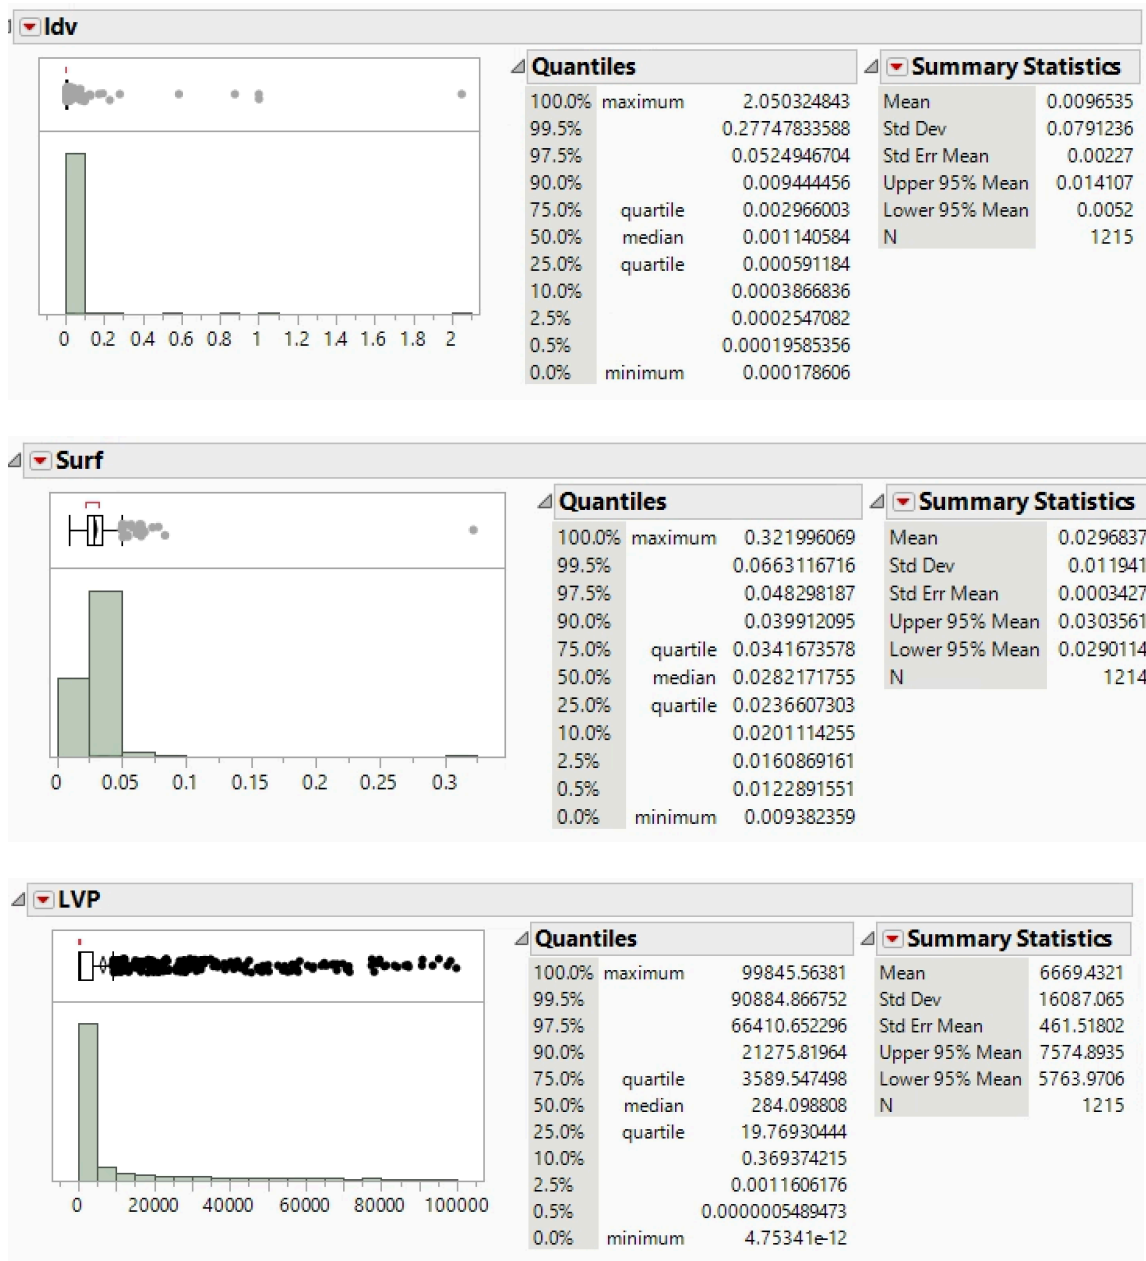 ldv
Quantiles
100.0% maximum 2.050324843
99.5% 0.27747833588
97.5% 0.0524946704
90.0% 0.009444456
75.0% quartile 0.002966003
50.0% median 0.001140584
25.0% quartile 0.000591184
10.0% 0.0003866836
2.5% 0.0002547082
0.5% 0.00019585356
0.0% minimum 0.000178606
Summary Statistics
Mean 0.0096535
Std Dev 0.0791236
Std Err Mean 0.00227
Upper 95% Mean 0.014107
Lower 95% Mean 0.0052
N 1215
0 0.2 0.4 0.6 0.8 1 1.2 1.4 1.6 1.8 2
Surf
Quantiles
100.0% maximum 0.321996069
99.5% 0.0663116716
97.5% 0.048298187
90.0% 0.039912095
75.0% quartile 0.0341673578
50.0% median 0.0282171755
25.0% quartile 0.0236607303
10.0% 0.0201114255
2.5% 0.0160869161
0.5% 0.0122891551
0.0% minimum 0.009382359
Summary Statistics
Mean 0.0296837
Std Dev 0.011941
Std Err Mean 0.0003427
Upper 95% Mean 0.0303561
Lower 95% Mean 0.0290114
N 1214
0 0.05 0.1 0.15 0.2 0.25 0.3
LVP
Quantiles
100.0% maximum 99845.56381
99.5% 90884.866752
97.5% 66410.652296
90.0% 21275.81964
75.0% quartile 3589.547498
50.0% median 284.098808
25.0% quartile 19.76930444
10.0% 0.369374215
2.5% 0.0011606176
0.5% 0.0000005489473
0.0% minimum 4.75341e-12
Summary Statistics
Mean 6669.4321
Std Dev 16087.065
Std Err Mean 461.51802
Upper 95% Mean 7574.8935
Lower 95% Mean 5763.9706
N 1215
0 20000 40000 60000 80000 100000